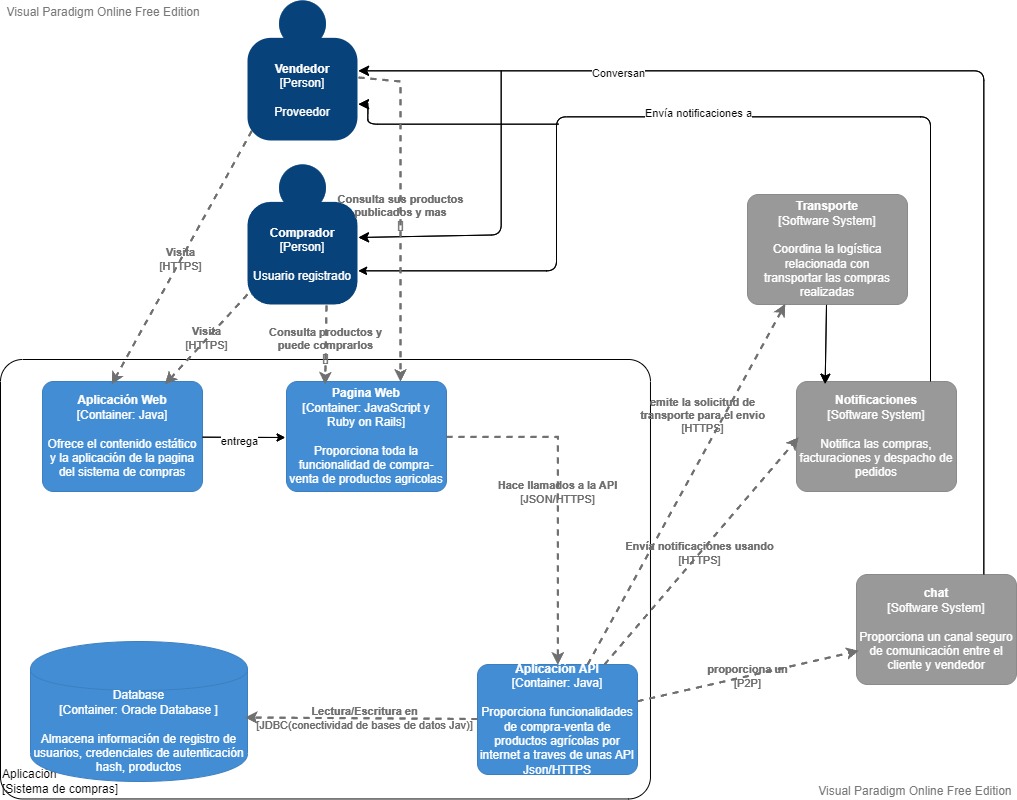 Visual Paradigm Online Free Edition
Vendedor
[Person]
Proveedor
Conversan
Envía notificaciones a
Consulta sus productos
publicados y mas
[]
Comprador
[Person]
Usuario registrado
Visita
[HTTPS]
Visita
[HTTPS]
Consulta productos y
puede comprarlos
[]
Transporte
[Software System]
Coordina la logística
relacionada con
transportar las compras
realizadas
Aplicación Web
[Container: Java]
Ofrece el contenido estático
y la aplicación de la pagina
del sistema de compras
entrega
Pagina Web
[Container: JavaScript y
Ruby on Rails]
Proporciona toda la
funcionalidad de compra-
venta de productos agricolas
emite la solicitud de
transporte para el envio
[HTTPS]
Notificaciones
[Software System]
Notifica las compras,
facturaciones y despacho de
pedidos
Hace llamados a la API
[JSON/HTTPS]
Envía notificaciones usando
[HTTPS]
chat
[Software System]
Proporciona un canal seguro
de comunicación entre el
cliente y vendedor
proporciona un
[P2P]
Aplicación API
[Container: Java]
Proporciona funcionalidades
de compra-venta de
productos agrícolas por
internet a traves de unas API
Json/HTTPS
Lectura/Escritura en
[JDBC(conectividad de bases de datos Jav)]
Database
[Container: Oracle Database ]
Almacena información de registro de
usuarios, credenciales de autenticación
hash, productos
Aplicación
[Sistema de compras]
Visual Paradigm Online Free Edition